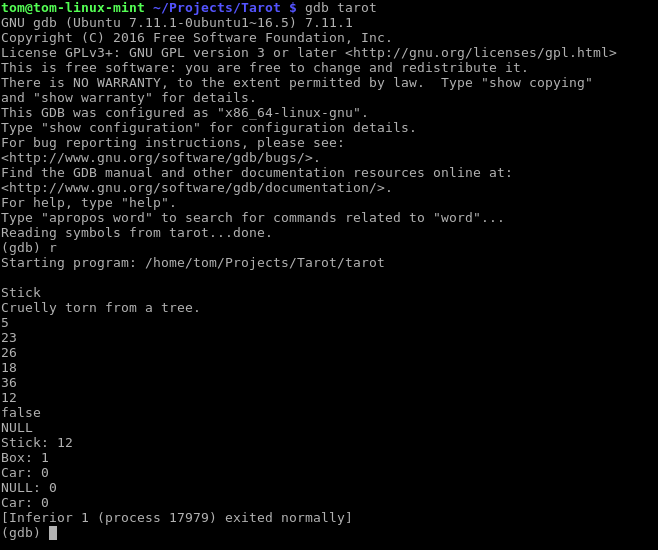 tom@tom-linux-mint ~/Projects/Tarot $ gdb tarot
GNU gdb (Ubuntu 7.11.1-0ubuntu1~16.5) 7.11.1
Copyright (C) 2016 Free Software Foundation, Inc.
License GPLv3+: GNU GPL version 3 or later <http://gnu.org/licenses/gpl.html>
This is free software: you are free to change and redistribute it.
There is NO WARRANTY, to the extent permitted by law.  Type "show copying"
and "show warranty" for details.
This GDB was configured as "x86_64-linux-gnu".
Type "show configuration" for configuration details.
For bug reporting instructions, please see:
<http://www.gnu.org/software/gdb/bugs/>.
Find the GDB manual and other documentation resources online at:
<http://www.gnu.org/software/gdb/documentation/>.
For help, type "help".
Type "apropos word" to search for commands related to "word"...
Reading symbols from tarot...done.
(gdb) r
Starting program: /home/tom/Projects/Tarot/tarot
Stick
Cruelly torn from a tree.
5
23
26
18
36
12
false
NULL
Stick: 12
Box: 1
Car: 0
NULL: 0
Car: 0
[Inferior 1 (process 17979) exited normally]
(gdb)